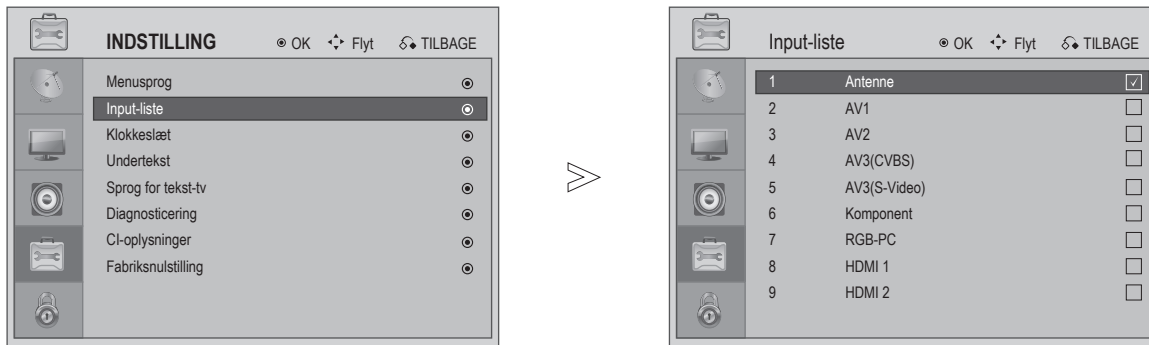 INDSTILLING OK Flyt TILBAGE
Menusprog
Input-liste
Klokkeslæt
Undertekst
Sprog for tekst-tv
Diagnosticering
CI-oplysninger
Fabriksnulstilling
Input-liste OK Flyt TILBAGE
1 Antenne
2 AV1
3 AV2
4 AV3(CVBS)
5 AV3(S-Video)
6 Komponent
7 RGB-PC
8 HDMI 1
9 HDMI 2